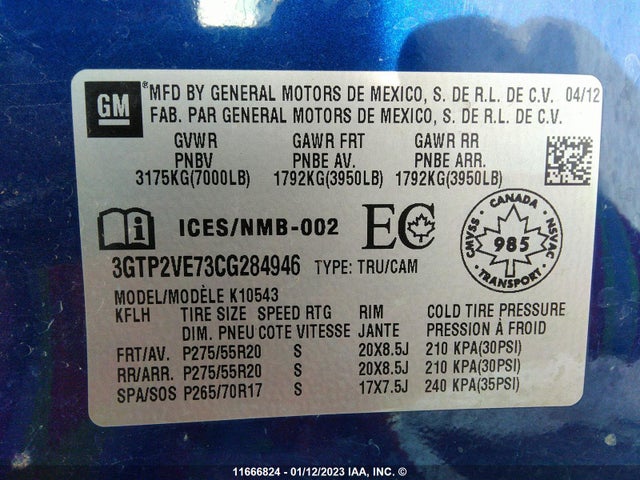 GM MFD BY GENERAL MOTORS DE MEXICO, S. DE R.L. DE C.V. 04/12
FAB. PAR GENERAL MOTORS DE MEXICO, S. DE R.L. DE C.V.
GVWR GAWR FRT GAWR RR
PNBV PNBE AV. PNBE ARR.
3175KG(7000LB) 1792KG(3950LB) 1792KG(3950LB)
i ICES/NMB-002 EC CANADA CMVSS NSVAC 985
3GTP2VE73CG284946 TYPE: TRU/CAM
MODEL/MODÈLE K10543
KFLH TIRE SIZE SPEED RTG RIM COLD TIRE PRESSURE
DIM. PNEU COTE VITESSE JANTE PRESSION À FROID
FRT/AV. P275/55R20 S 20X8.5J 210 KPA(30PSI)
RR/ARR. P275/55R20 S 20X8.5J 210 KPA(30PSI)
SPA/SOS P265/70R17 S 17X7.5J 240 KPA(35PSI)
11666824 - 01/12/2023 IAA, INC. ©